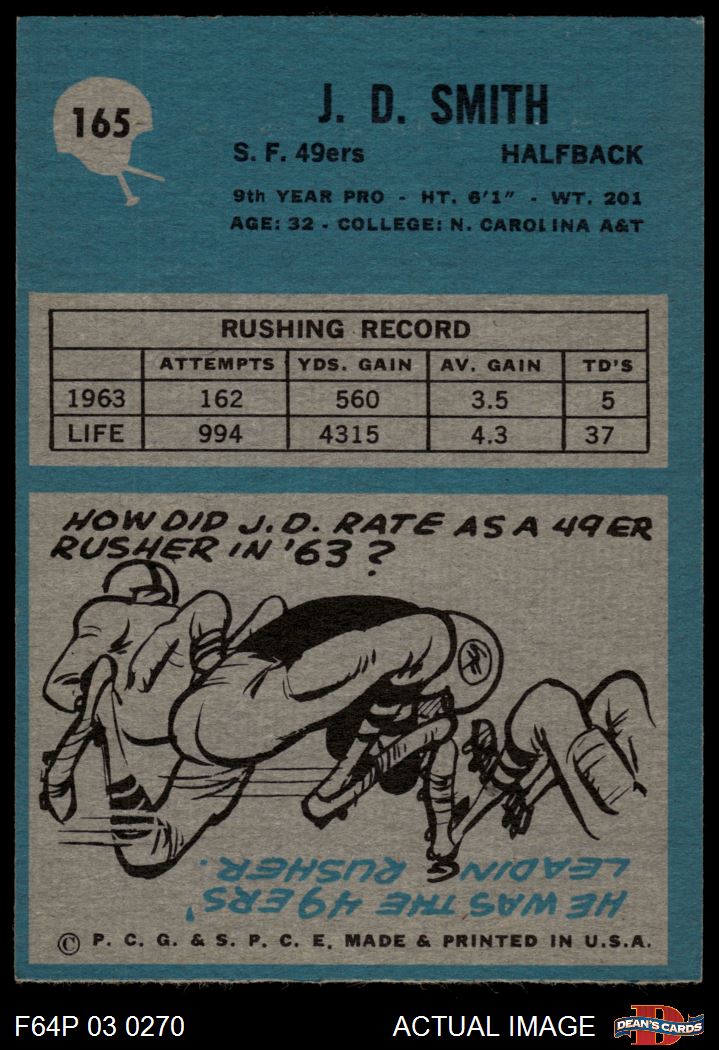 165
J. D. SMITH
S. F. 49ers HALFBACK
9th YEAR PRO - HT. 6'1" - WT. 201
AGE: 32 - COLLEGE: N. CAROLINA A&T
RUSHING RECORD
ATTEMPTS YDS. GAIN AV. GAIN TD'S
1963 162 560 3.5 5
LIFE 994 4315 4.3 37
HOW DID J.D. RATE AS A 49ER
RUSHER IN '63?
HE WAS THE 49ERS'
LEADING RUSHER.
© P. C. G. & S. P. C. E. MADE & PRINTED IN U.S.A.
F64P 03 0270 ACTUAL IMAGE
D
DEAN'S CARDS